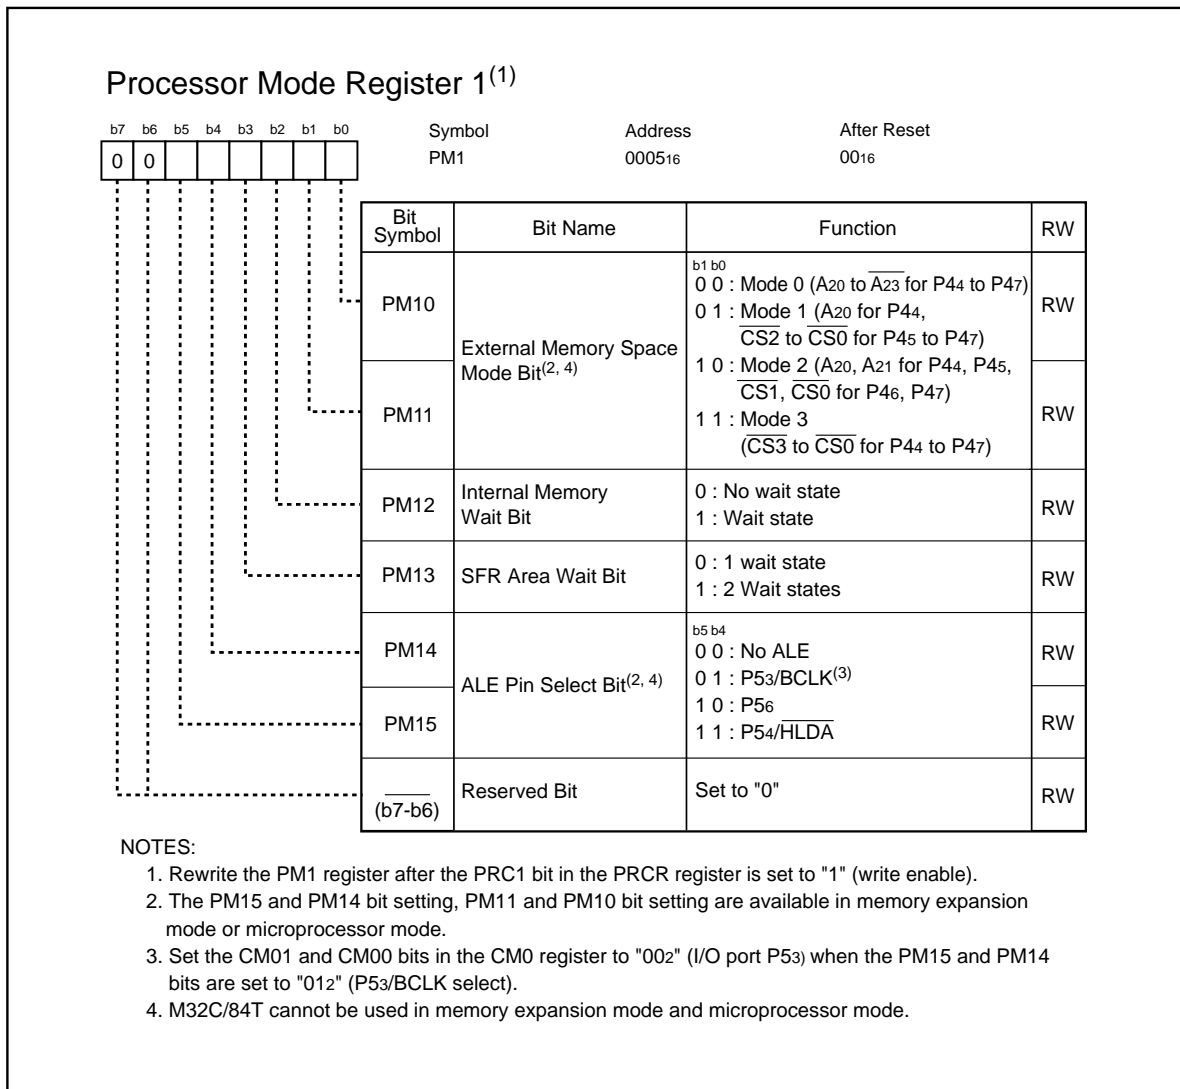 Processor Mode Register 1(1)
b7 b6 b5 b4 b3 b2 b1 b0
Symbol Address After Reset
0 0
PM1 000516 0016
Bit Symbol Bit Name Function RW
b1 b0
PM10
0 0 : Mode 0 (A20 to A̅2̅3̅ for P44 to P47)
RW
0 1 : Mode 1 (A20 for P44,
C̅S̅2̅ to C̅S̅0̅ for P45 to P47)
External Memory Space
Mode Bit(2, 4)
1 0 : Mode 2 (A20, A21 for P44, P45,
C̅S̅1̅, C̅S̅0̅ for P46, P47)
PM11
1 1 : Mode 3
RW
(C̅S̅3̅ to C̅S̅0̅ for P44 to P47)
PM12
Internal Memory
Wait Bit
0 : No wait state
1 : Wait state
RW
PM13
SFR Area Wait Bit
0 : 1 wait state
1 : 2 Wait states
RW
b5 b4
PM14
0 0 : No ALE
RW
ALE Pin Select Bit(2, 4)
0 1 : P53/BCLK(3)
PM15
1 0 : P56
RW
1 1 : P54/H̅L̅D̅A̅
(b7-b6)
Reserved Bit
Set to "0"
RW
NOTES:
1. Rewrite the PM1 register after the PRC1 bit in the PRCR register is set to "1" (write enable).
2. The PM15 and PM14 bit setting, PM11 and PM10 bit setting are available in memory expansion
mode or microprocessor mode.
3. Set the CM01 and CM00 bits in the CM0 register to "002" (I/O port P53) when the PM15 and PM14
bits are set to "012" (P53/BCLK select).
4. M32C/84T cannot be used in memory expansion mode and microprocessor mode.